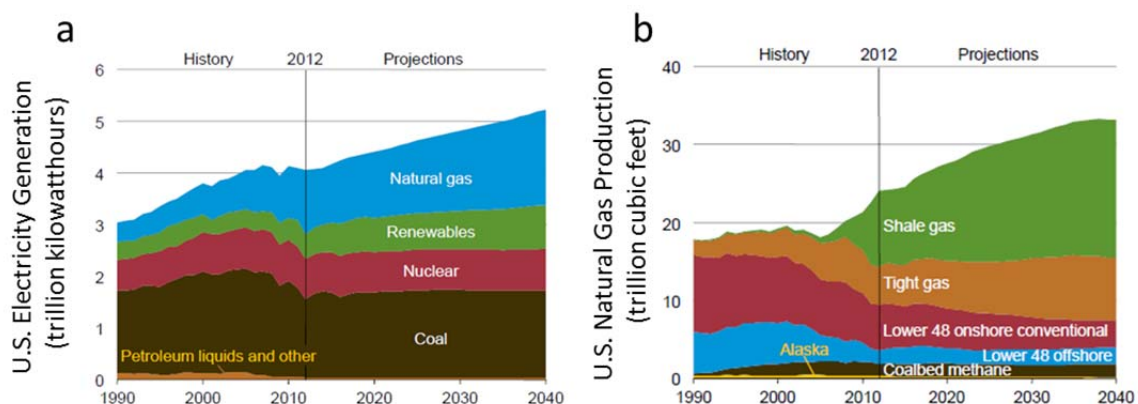 a
U.S. Electricity Generation
(trillion kilowatthours)
History 2012 Projections
6
5
4
3
2
1
0
Natural gas
Renewables
Nuclear
Coal
Petroleum liquids and other
1990 2000 2010 2020 2030 2040
b
U.S. Natural Gas Production
(trillion cubic feet)
History 2012 Projections
40
30
20
10
0
Shale gas
Tight gas
Lower 48 onshore conventional
Lower 48 offshore
Alaska
Coalbed methane
1990 2000 2010 2020 2030 2040